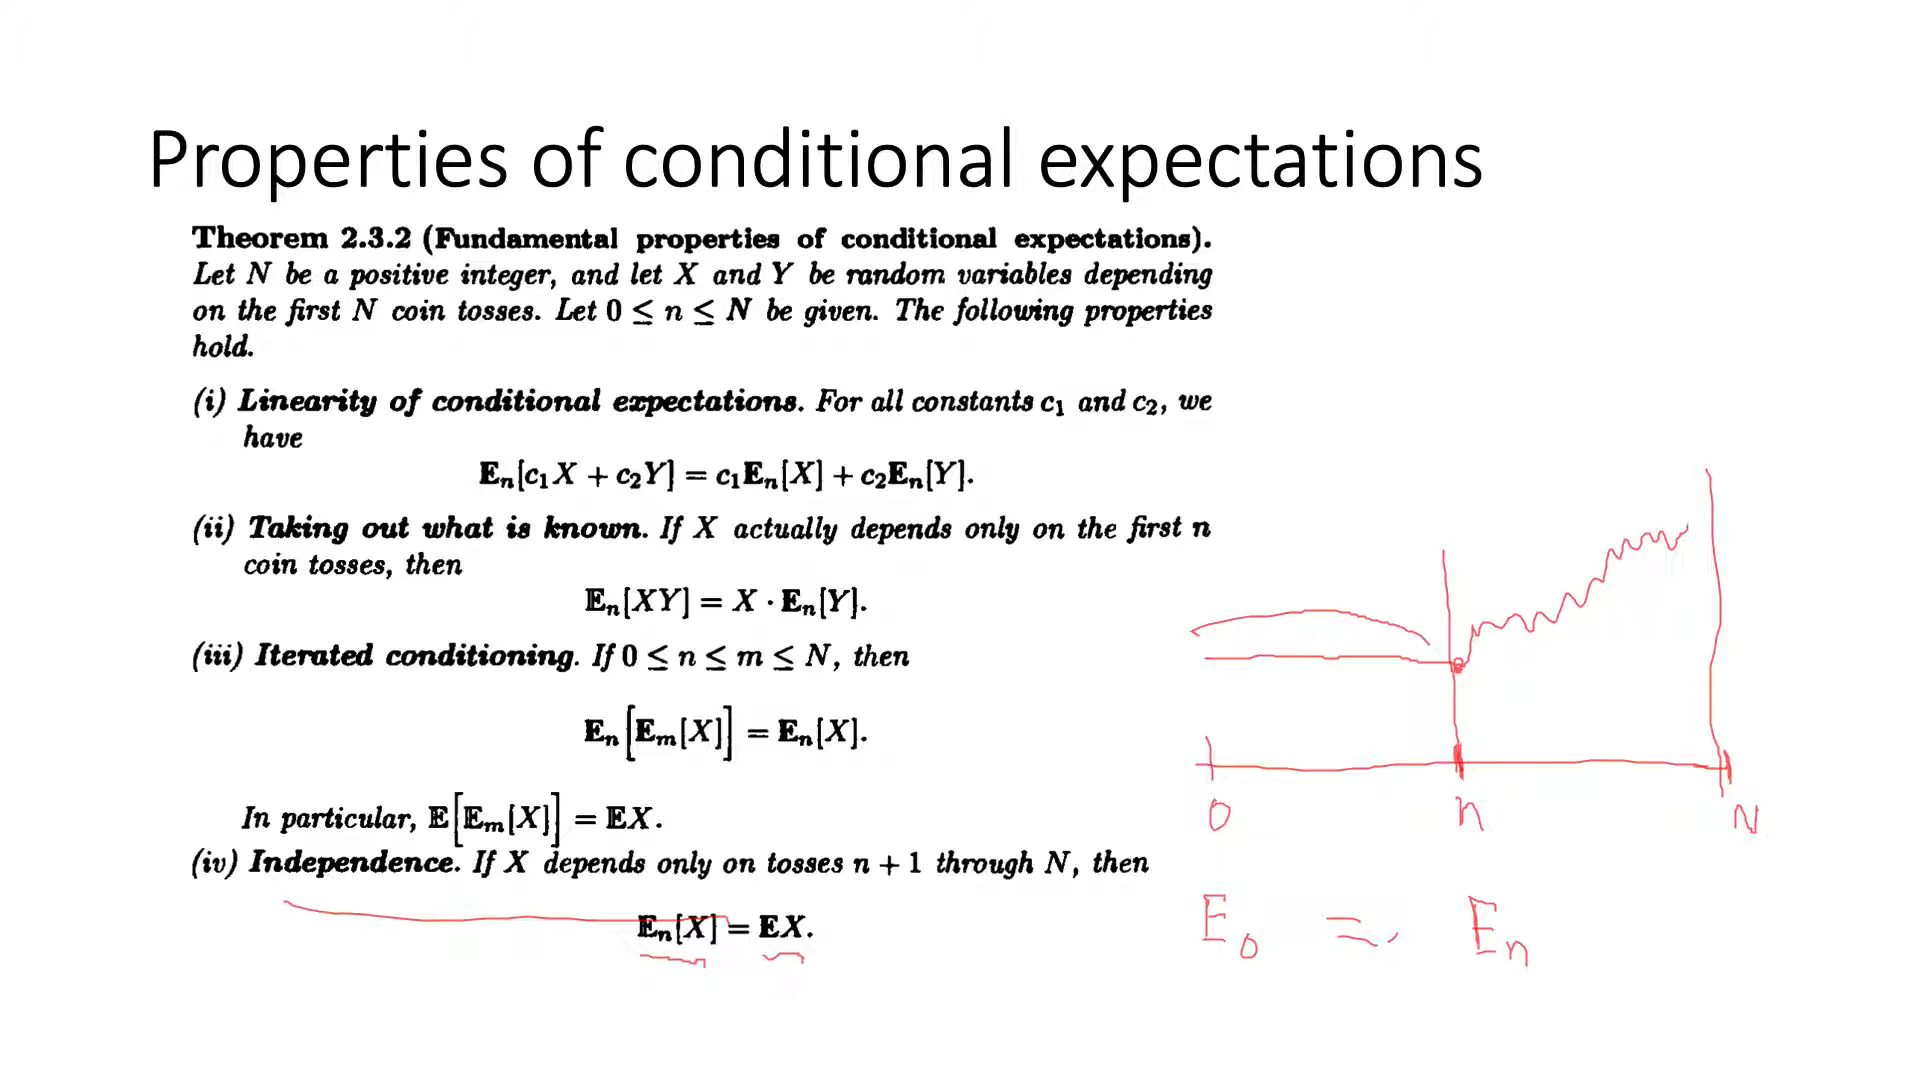 Properties of conditional expectations
Theorem 2.3.2 (Fundamental properties of conditional expectations).
Let N be a positive integer, and let X and Y be random variables depending
on the first N coin tosses. Let 0 ≤ n ≤ N be given. The following properties
hold.
(i) Linearity of conditional expectations. For all constants c₁ and c₂, we
have
𝔼ₙ[c₁X + c₂Y] = c₁𝔼ₙ[X] + c₂𝔼ₙ[Y].
(ii) Taking out what is known. If X actually depends only on the first n
coin tosses, then
𝔼ₙ[XY] = X · 𝔼ₙ[Y].
(iii) Iterated conditioning. If 0 ≤ n ≤ m ≤ N, then
𝔼ₙ[𝔼ₘ[X]] = 𝔼ₙ[X].
In particular, 𝔼[𝔼ₘ[X]] = 𝔼X.
(iv) Independence. If X depends only on tosses n + 1 through N, then
𝔼ₙ[X] = 𝔼X.
0 n N
E₀ = Eₙ